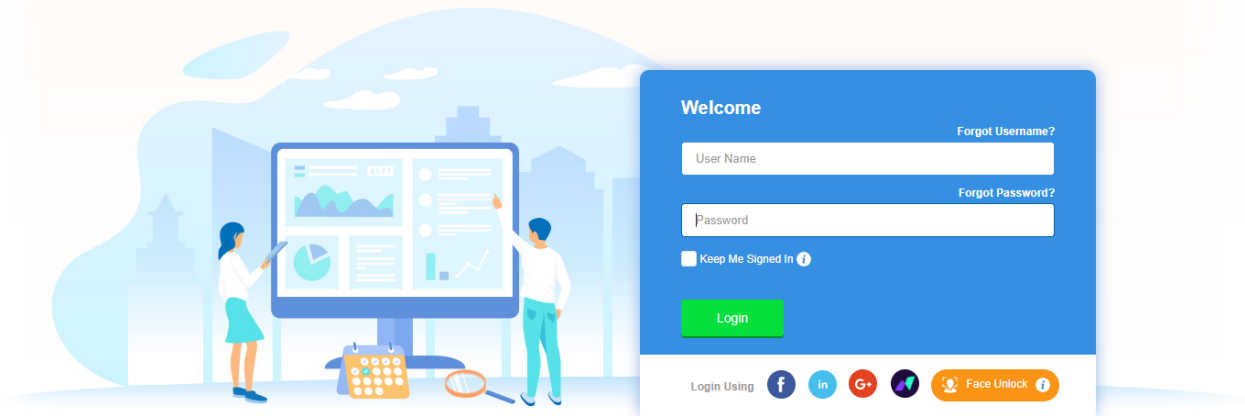 Welcome
Forgot Username?
User Name
Forgot Password?
Password
Keep Me Signed In i
Login
Login Using f in G+ Face Unlock i